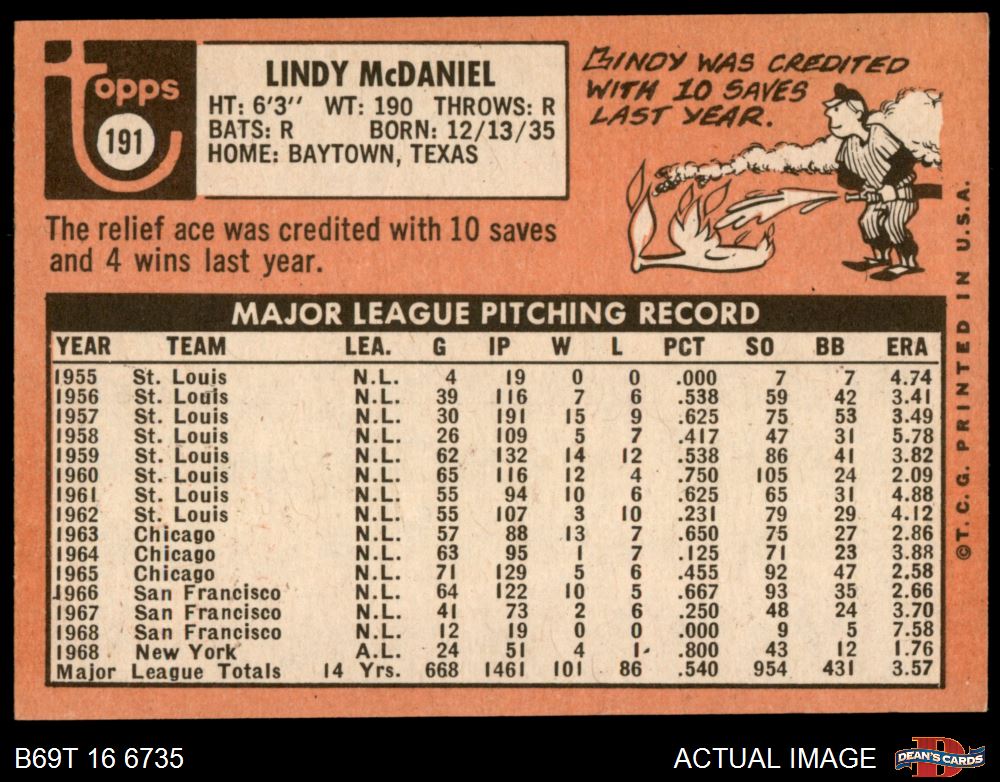 topps
191
LINDY McDANIEL
HT: 6'3'' WT: 190 THROWS: R
BATS: R BORN: 12/13/35
HOME: BAYTOWN, TEXAS
LINDY WAS CREDITED
WITH 10 SAVES
LAST YEAR.
The relief ace was credited with 10 saves
and 4 wins last year.
MAJOR LEAGUE PITCHING RECORD
YEAR TEAM LEA. G IP W L PCT SO BB ERA
1955 St. Louis N.L. 4 19 0 0 .000 7 7 4.74
1956 St. Louis N.L. 39 116 7 6 .538 59 42 3.41
1957 St. Louis N.L. 30 191 15 9 .625 75 53 3.49
1958 St. Louis N.L. 26 109 5 7 .417 47 31 5.78
1959 St. Louis N.L. 62 132 14 12 .538 86 41 3.82
1960 St. Louis N.L. 65 116 12 4 .750 105 24 2.09
1961 St. Louis N.L. 55 94 10 6 .625 65 31 4.88
1962 St. Louis N.L. 55 107 3 10 .231 79 29 4.12
1963 Chicago N.L. 57 88 13 7 .650 75 27 2.86
1964 Chicago N.L. 63 95 1 7 .125 71 23 3.88
1965 Chicago N.L. 71 129 5 6 .455 92 47 2.58
1966 San Francisco N.L. 64 122 10 5 .667 93 35 2.66
1967 San Francisco N.L. 41 73 2 6 .250 48 24 3.70
1968 San Francisco N.L. 12 19 0 0 .000 9 5 7.58
1968 New York A.L. 24 51 4 1 .800 43 12 1.76
Major League Totals 14 Yrs. 668 1461 101 86 .540 954 431 3.57
©T.C.G. PRINTED IN U.S.A.
B69T 16 6735
ACTUAL IMAGE
D
DEAN'S CARDS